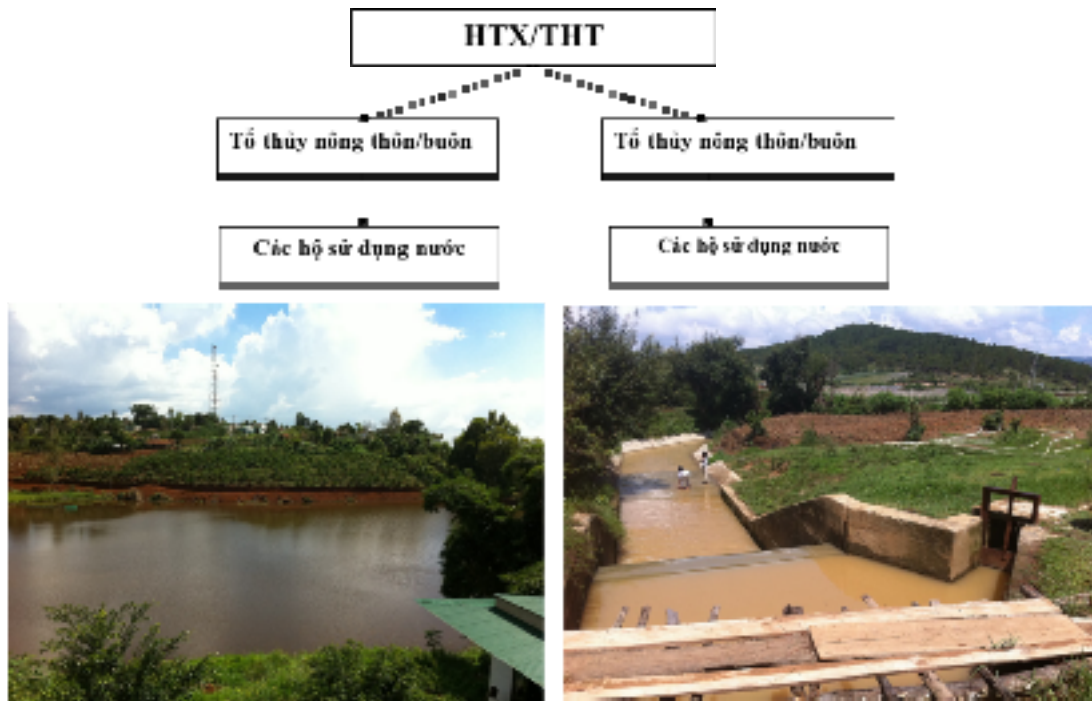 HTX/THT
Tổ thủy nông thôn/buôn
Tổ thủy nông thôn/buôn
Các hộ sử dụng nước
Các hộ sử dụng nước